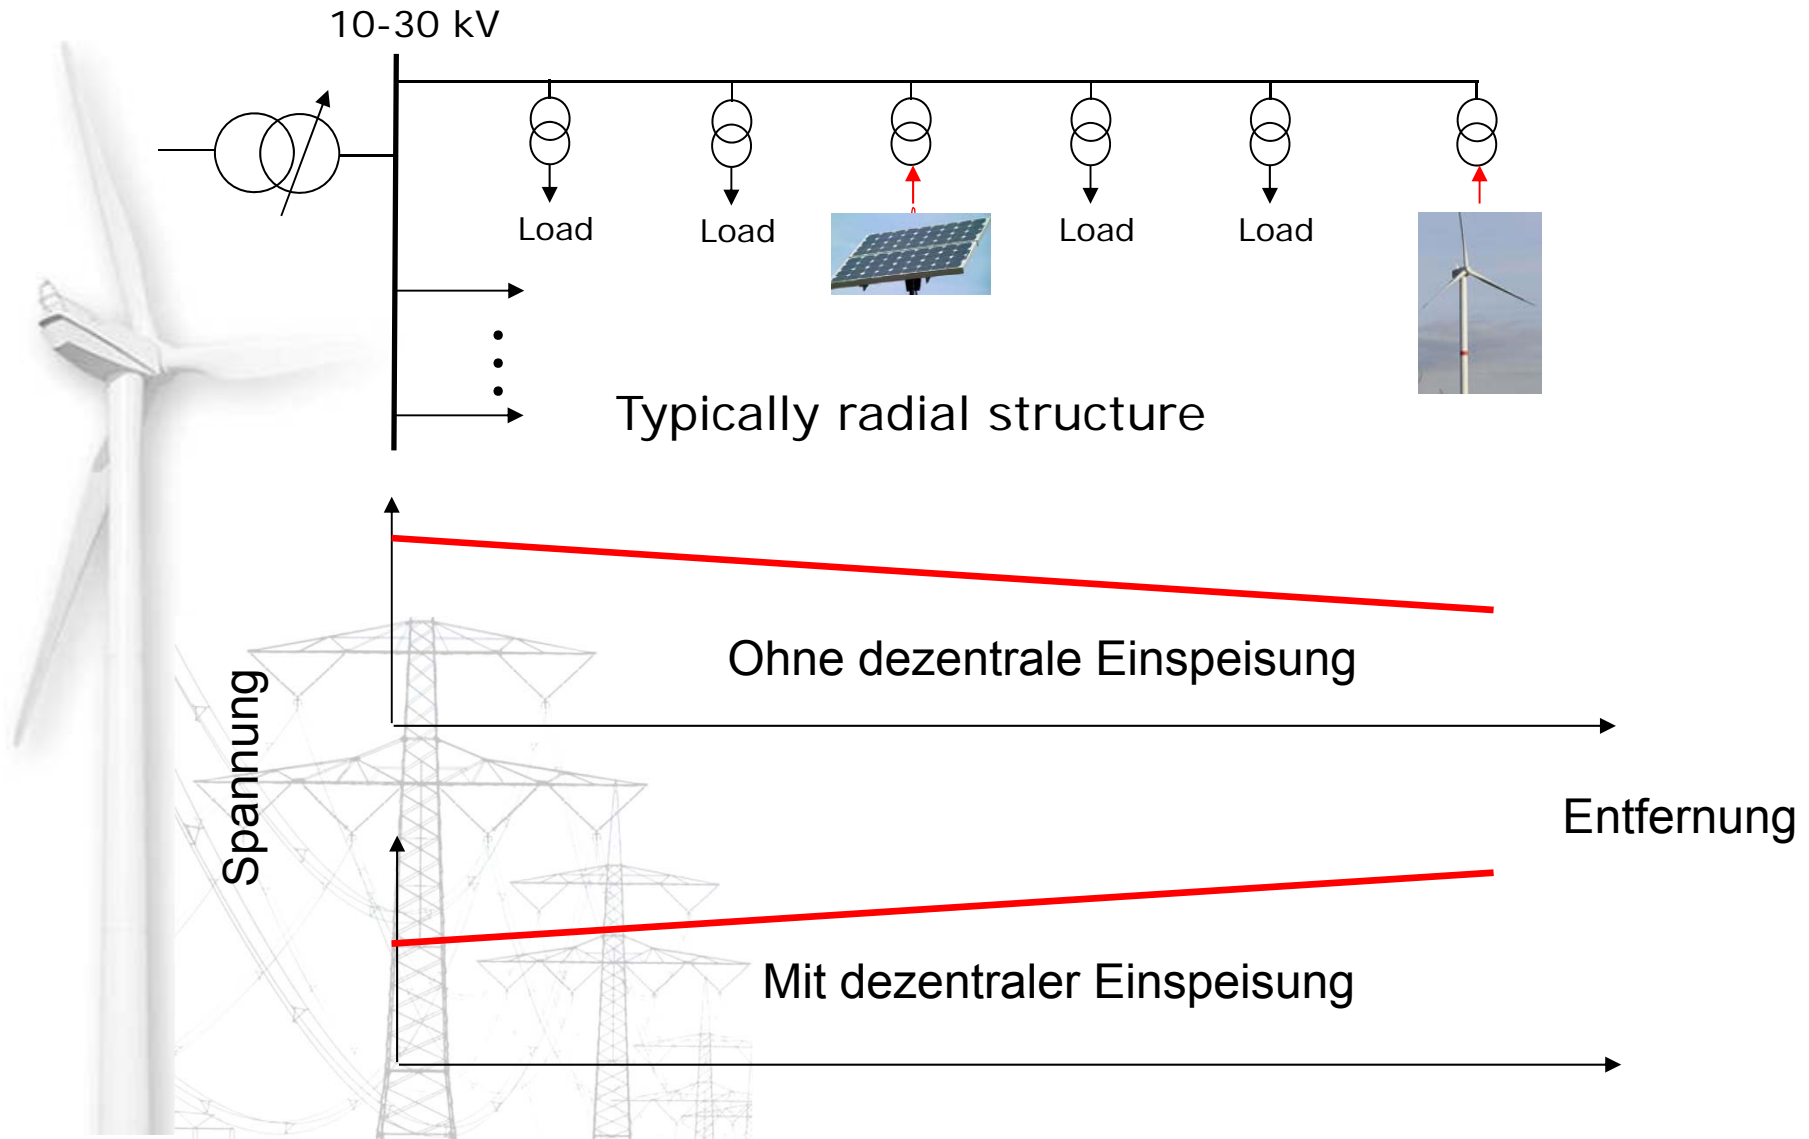 10-30 kV
Load
Load
Load
Load
Typically radial structure
Ohne dezentrale Einspeisung
Spannung
Entfernung
Mit dezentraler Einspeisung